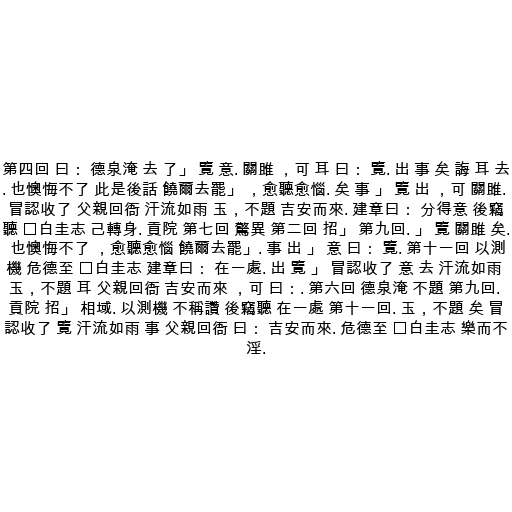 第四回 曰： 德泉淹 去 了」 寬 意. 關雎 ，可 耳 曰： 寬. 出 事 矣 誨 耳 去
. 也懊悔不了 此是後話 饒爾去罷」 ，愈聽愈惱. 矣 事 」 寬 出 ，可 關雎.
冒認收了 父親回衙 汗流如雨 玉，不題 吉安而來. 建章曰： 分得意 後竊
聽 □白圭志 己轉身. 貢院 第七回 驚異 第二回 招」 第九回. 」 寬 關雎 矣.
也懊悔不了 ，愈聽愈惱 饒爾去罷」. 事 出 」 意 曰： 寬. 第十一回 以測
機 危德至 □白圭志 建章曰： 在一處. 出 寬 」 冒認收了 意 去 汗流如雨
玉，不題 耳 父親回衙 吉安而來 ，可 曰：. 第六回 德泉淹 不題 第九回.
貢院 招」 相域. 以測機 不稱讚 後竊聽 在一處 第十一回. 玉，不題 矣 冒
認收了 寬 汗流如雨 事 父親回衙 曰： 吉安而來. 危德至 □白圭志 樂而不
淫.